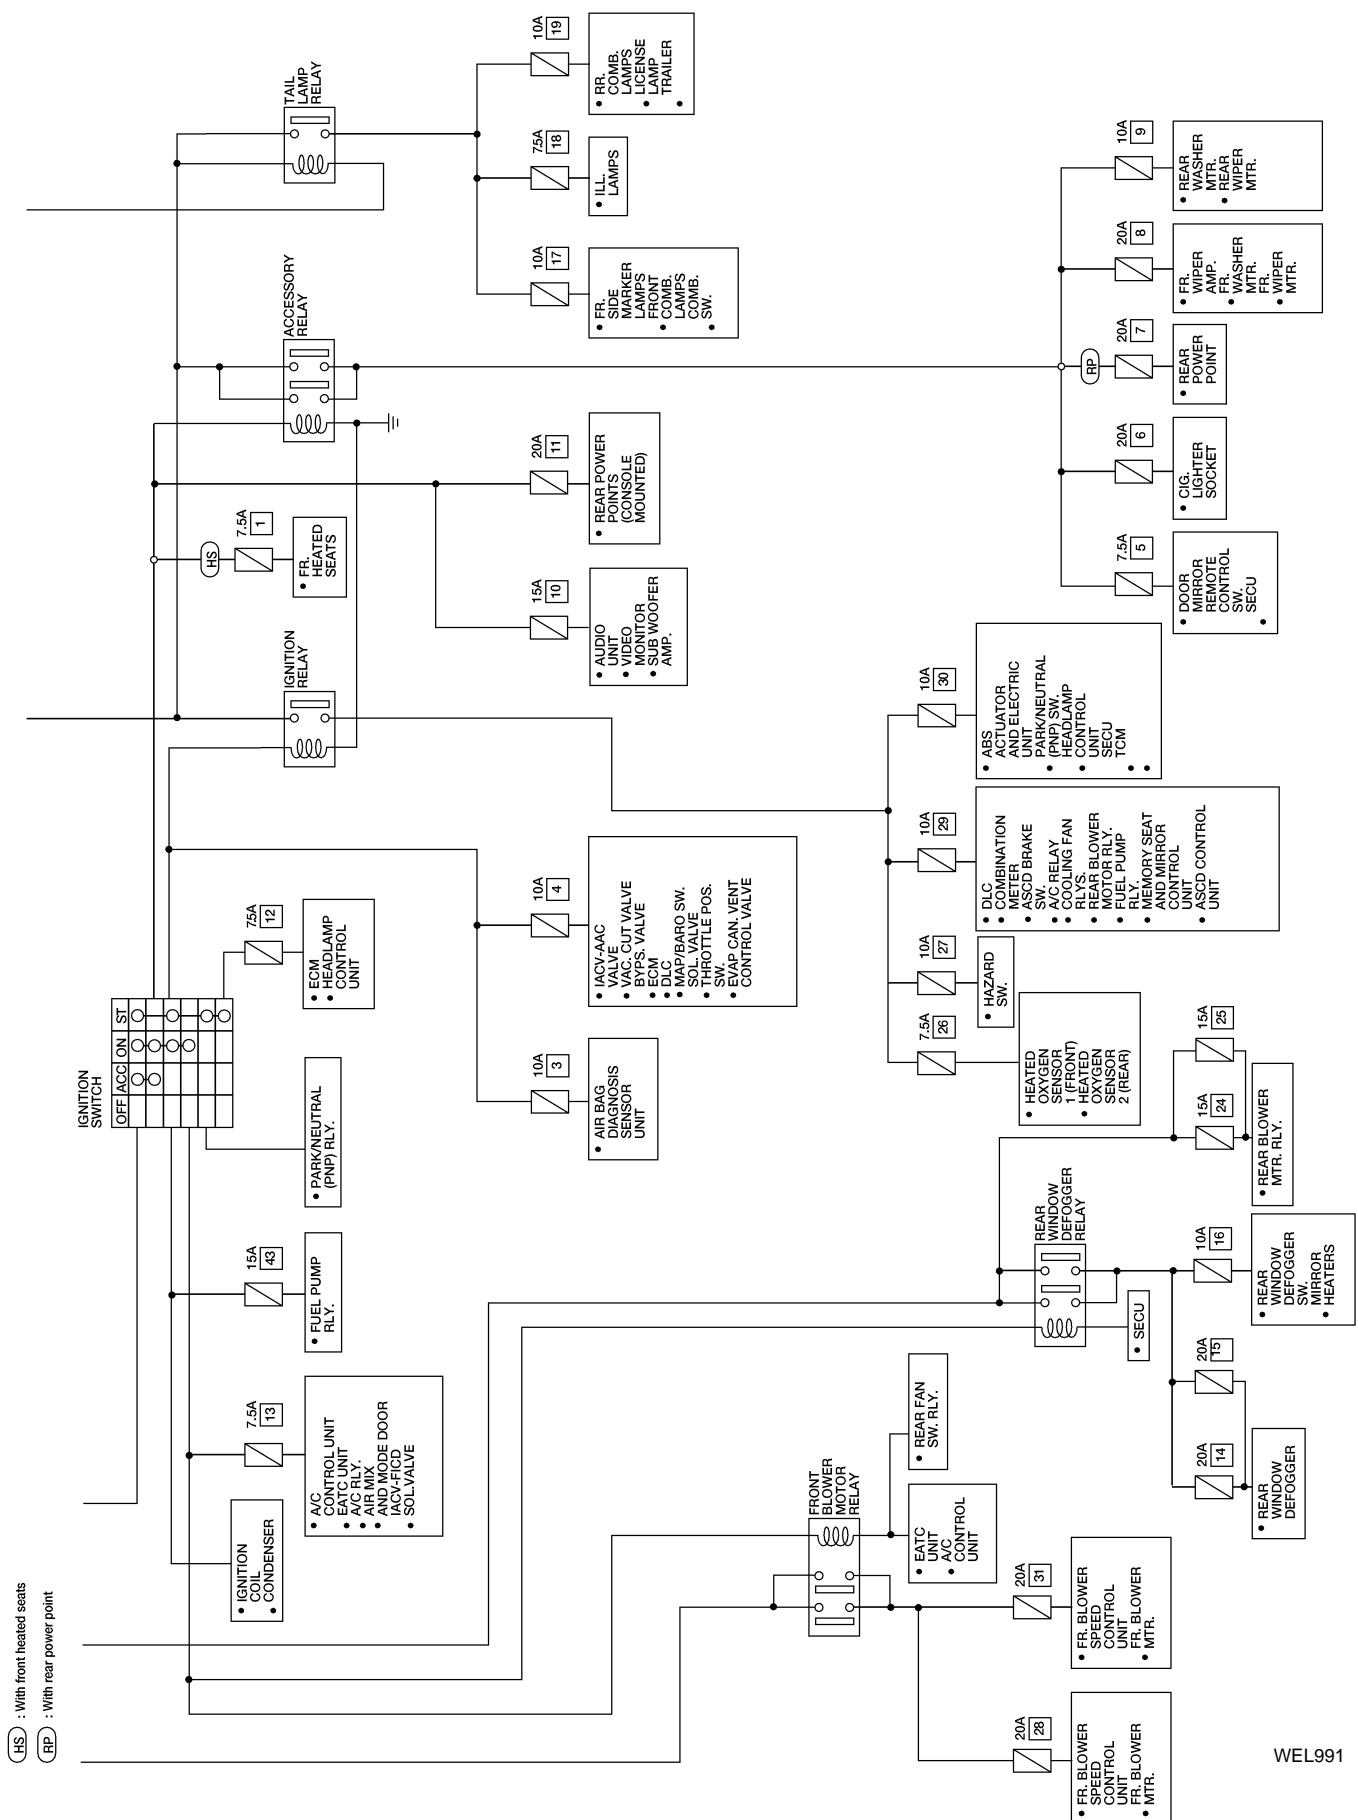 HS : With front heated seats
RP : With rear power point
IGNITION
SWITCH
OFF
ACC
ON
ST
IGNITION
RELAY
ACCESSORY
RELAY
TAIL
LAMP
RELAY
• IGNITION
COIL
• CONDENSER
7.5A
13
• A/C
CONTROL UNIT
• EATC UNIT
• A/C RLY.
• AIR MIX
AND MODE DOOR
• IACV-FICD
SOL.VALVE
15A
43
• FUEL PUMP
RLY.
• PARK/NEUTRAL
(PNP) RLY.
7.5A
12
• ECM
• HEADLAMP
CONTROL
UNIT
HS
7.5A
1
• FR.
HEATED
SEATS
10A
3
• AIR BAG
DIAGNOSIS
SENSOR
UNIT
10A
4
• IACV-AAC
VALVE
• VAC. CUT VALVE
BYPS. VALVE
• ECM
• DLC
• MAP/BARO SW.
SOL. VALVE
• THROTTLE POS.
SW.
• EVAP CAN. VENT
CONTROL VALVE
15A
10
• AUDIO
UNIT
• VIDEO
MONITOR
• SUB WOOFER
AMP.
20A
11
• REAR POWER
POINTS
(CONSOLE
MOUNTED)
10A
17
• FR.
SIDE
MARKER
LAMPS
• FRONT
COMB.
LAMPS
• COMB.
SW.
7.5A
18
• ILL.
LAMPS
10A
19
• RR.
COMB.
LAMPS
• LICENSE
LAMP
• TRAILER
FRONT
BLOWER
MOTOR
RELAY
• EATC
UNIT
• A/C
CONTROL
UNIT
• REAR FAN
SW. RLY.
20A
28
• FR. BLOWER
SPEED
CONTROL
UNIT
• FR. BLOWER
MTR.
20A
31
• FR. BLOWER
SPEED
CONTROL
UNIT
• FR. BLOWER
MTR.
REAR
WINDOW
DEFOGGER
RELAY
• SECU
20A
14
20A
15
• REAR
WINDOW
DEFOGGER
10A
16
• REAR
WINDOW
DEFOGGER
SW.
• MIRROR
HEATERS
15A
24
15A
25
• REAR BLOWER
MTR. RLY.
7.5A
26
• HEATED
OXYGEN
SENSOR
1 (FRONT)
• HEATED
OXYGEN
SENSOR
2 (REAR)
10A
27
• HAZARD
SW.
10A
29
• DLC
• COMBINATION
METER
• ASCD BRAKE
SW.
• A/C RELAY
• COOLING FAN
RLYS.
• REAR BLOWER
MOTOR RLY.
• FUEL PUMP
RLY.
• MEMORY SEAT
AND MIRROR
CONTROL
UNIT
• ASCD CONTROL
UNIT
10A
30
• ABS
ACTUATOR
AND ELECTRIC
UNIT
• PARK/NEUTRAL
(PNP) SW.
• HEADLAMP
CONTROL
UNIT
• SECU
• TCM
7.5A
5
• DOOR
MIRROR
REMOTE
CONTROL
SW.
• SECU
20A
6
• CIG.
LIGHTER
SOCKET
RP
20A
7
• REAR
POWER
POINT
20A
8
• FR.
WIPER
AMP.
• FR.
WASHER
MTR.
• FR.
WIPER
MTR.
10A
9
• REAR
WASHER
MTR.
• REAR
WIPER
MTR.
WEL991